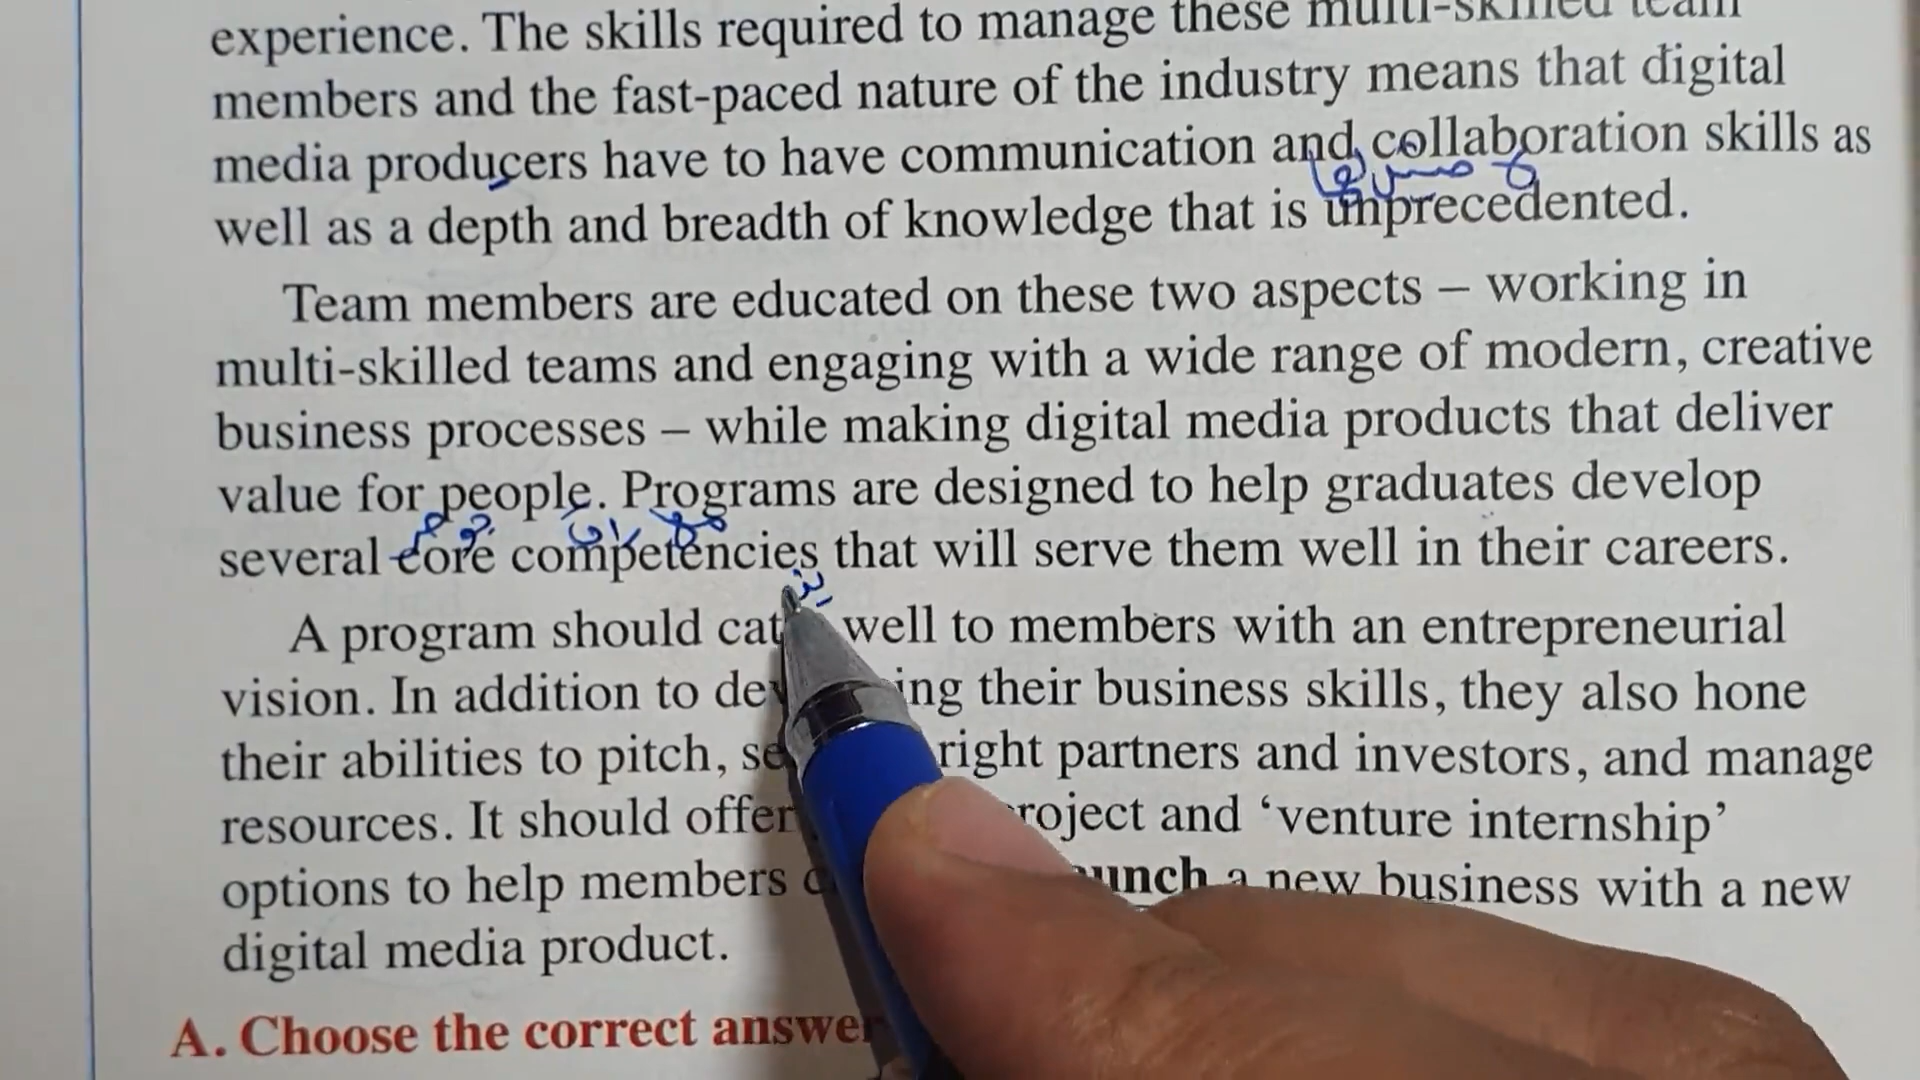 experience. The skills required to manage these multi-skilled team
members and the fast-paced nature of the industry means that digital
media producers have to have communication and collaboration skills as
well as a depth and breadth of knowledge that is unprecedented.
Team members are educated on these two aspects – working in
multi-skilled teams and engaging with a wide range of modern, creative
business processes – while making digital media products that deliver
value for people. Programs are designed to help graduates develop
مهارات
several core competencies that will serve them well in their careers.
A program should well to members with an entrepreneurial
vision. In addition to their business skills, they also hone
their abilities to pitch, right partners and investors, and manage
resources. It should offer and ‘venture internship’
options to help members a new business with a new
digital media product.
A. Choose the correct answer